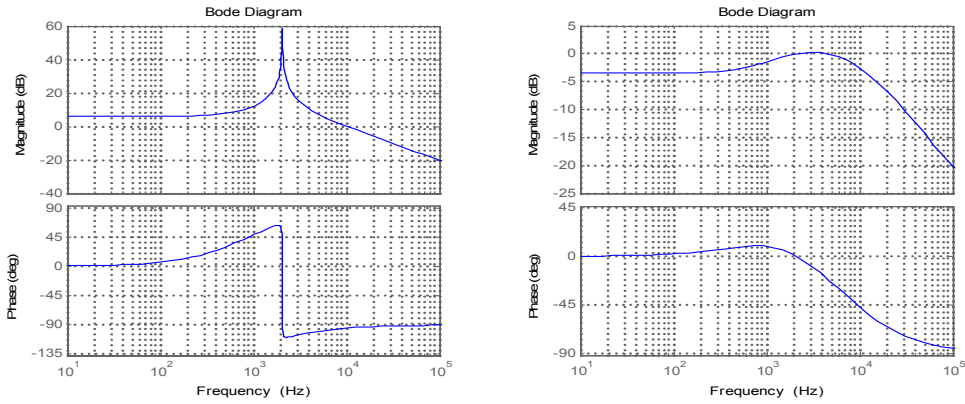 Bode Diagram
60
40
20
0
-20
-40
Magnitude (dB)
90
45
0
-45
-90
-135
Phase (deg)
10^1 10^2 10^3 10^4 10^5
Frequency (Hz)
Bode Diagram
5
0
-5
-10
-15
-20
-25
Magnitude (dB)
45
0
-45
-90
Phase (deg)
10^1 10^2 10^3 10^4 10^5
Frequency (Hz)